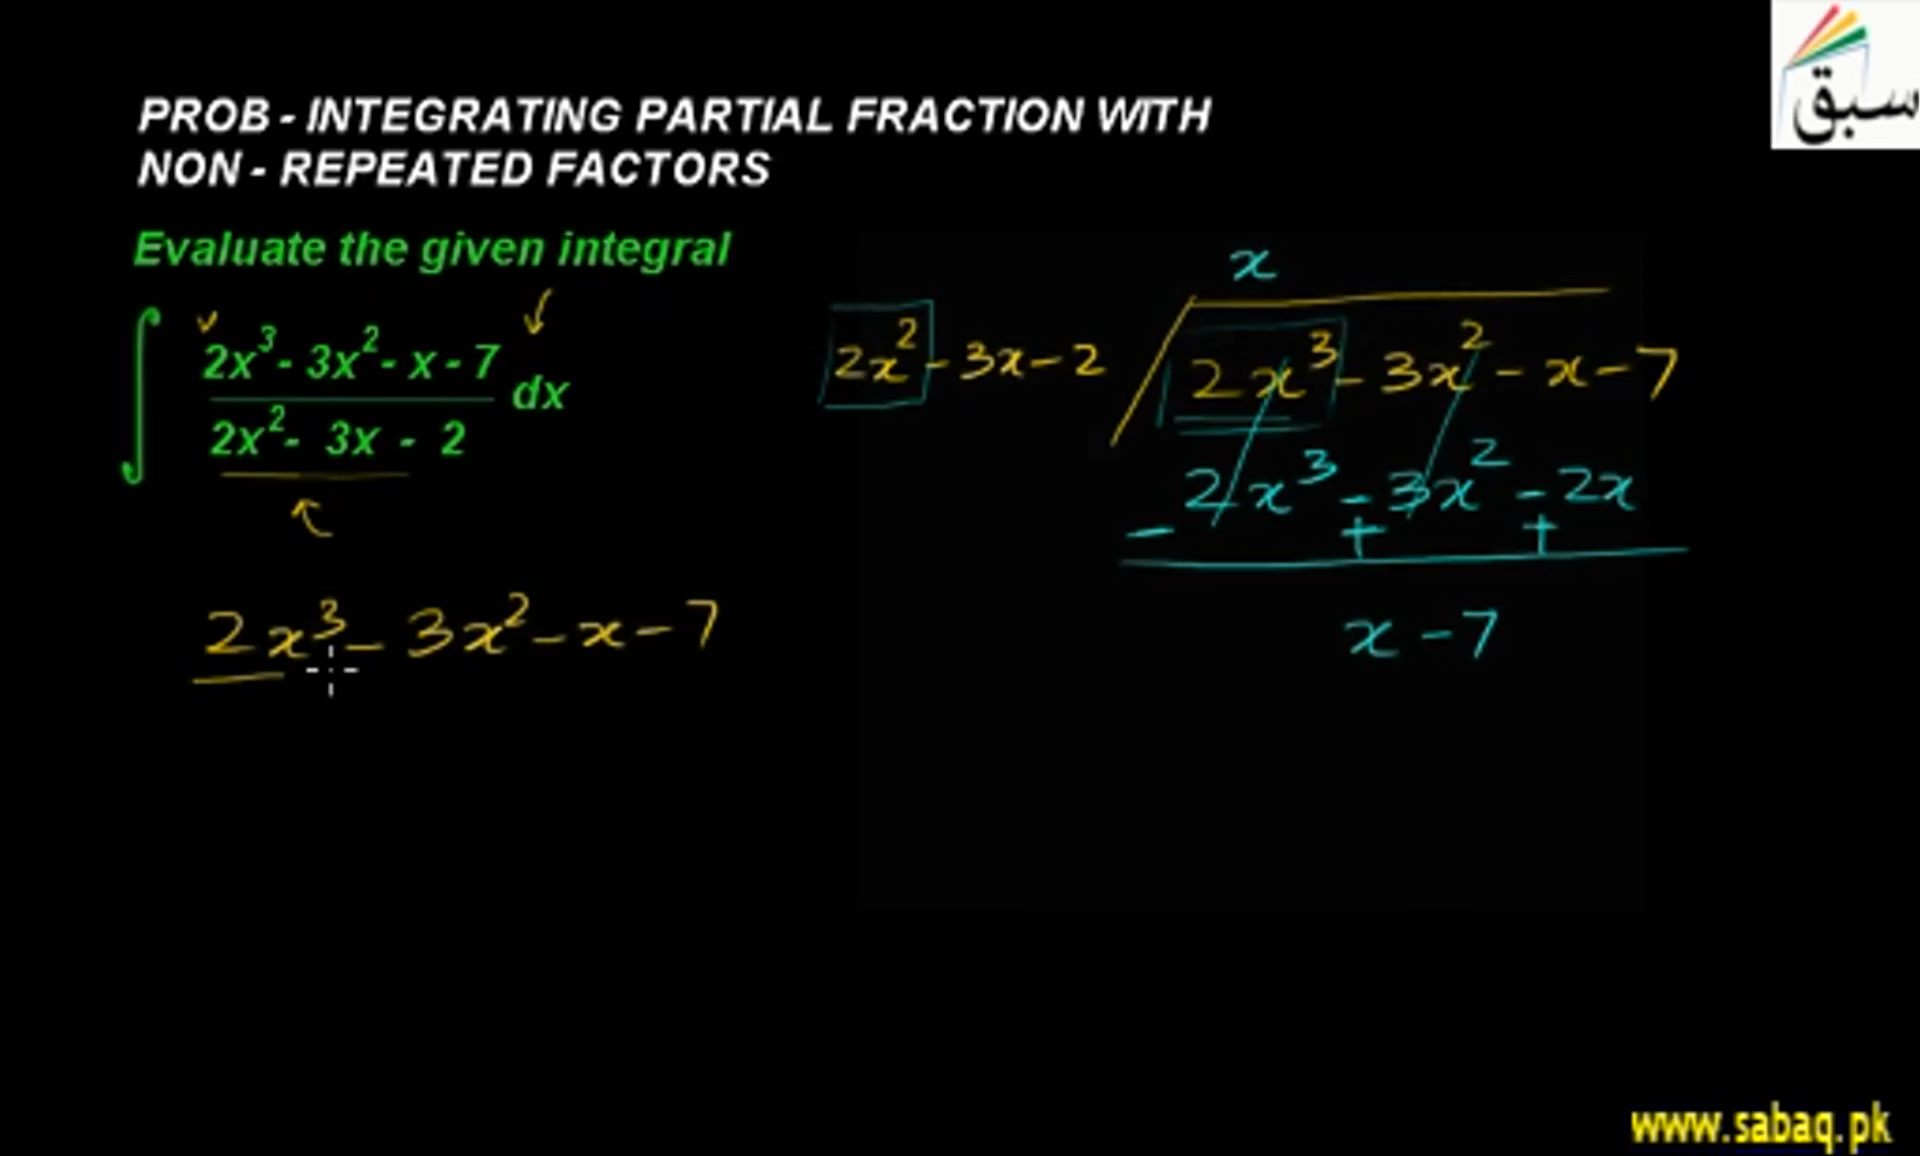 سبق
PROB - INTEGRATING PARTIAL FRACTION WITH
NON - REPEATED FACTORS
Evaluate the given integral
∫ (2x³ - 3x² - x - 7)/(2x² - 3x - 2) dx
x
2x² - 3x - 2 ) 2x³ - 3x² - x - 7
2x³ - 3x² - 2x
- + +
x - 7
2x³ - 3x² - x - 7
www.sabaq.pk